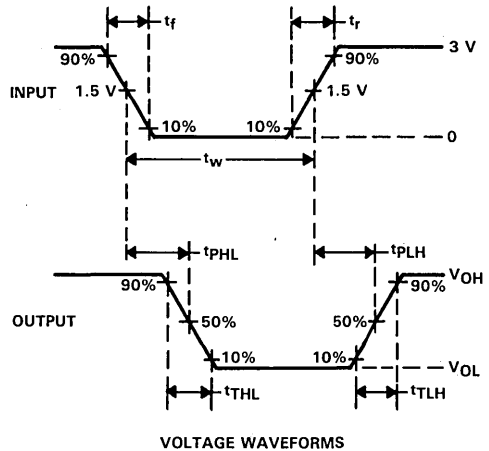 tf tr
3 V
90% 90%
INPUT 1.5 V 1.5 V
10% 10%
0
tw
tPHL tPLH
VOH
90% 90%
OUTPUT 50% 50%
10% 10%
VOL
tTHL tTLH
VOLTAGE WAVEFORMS